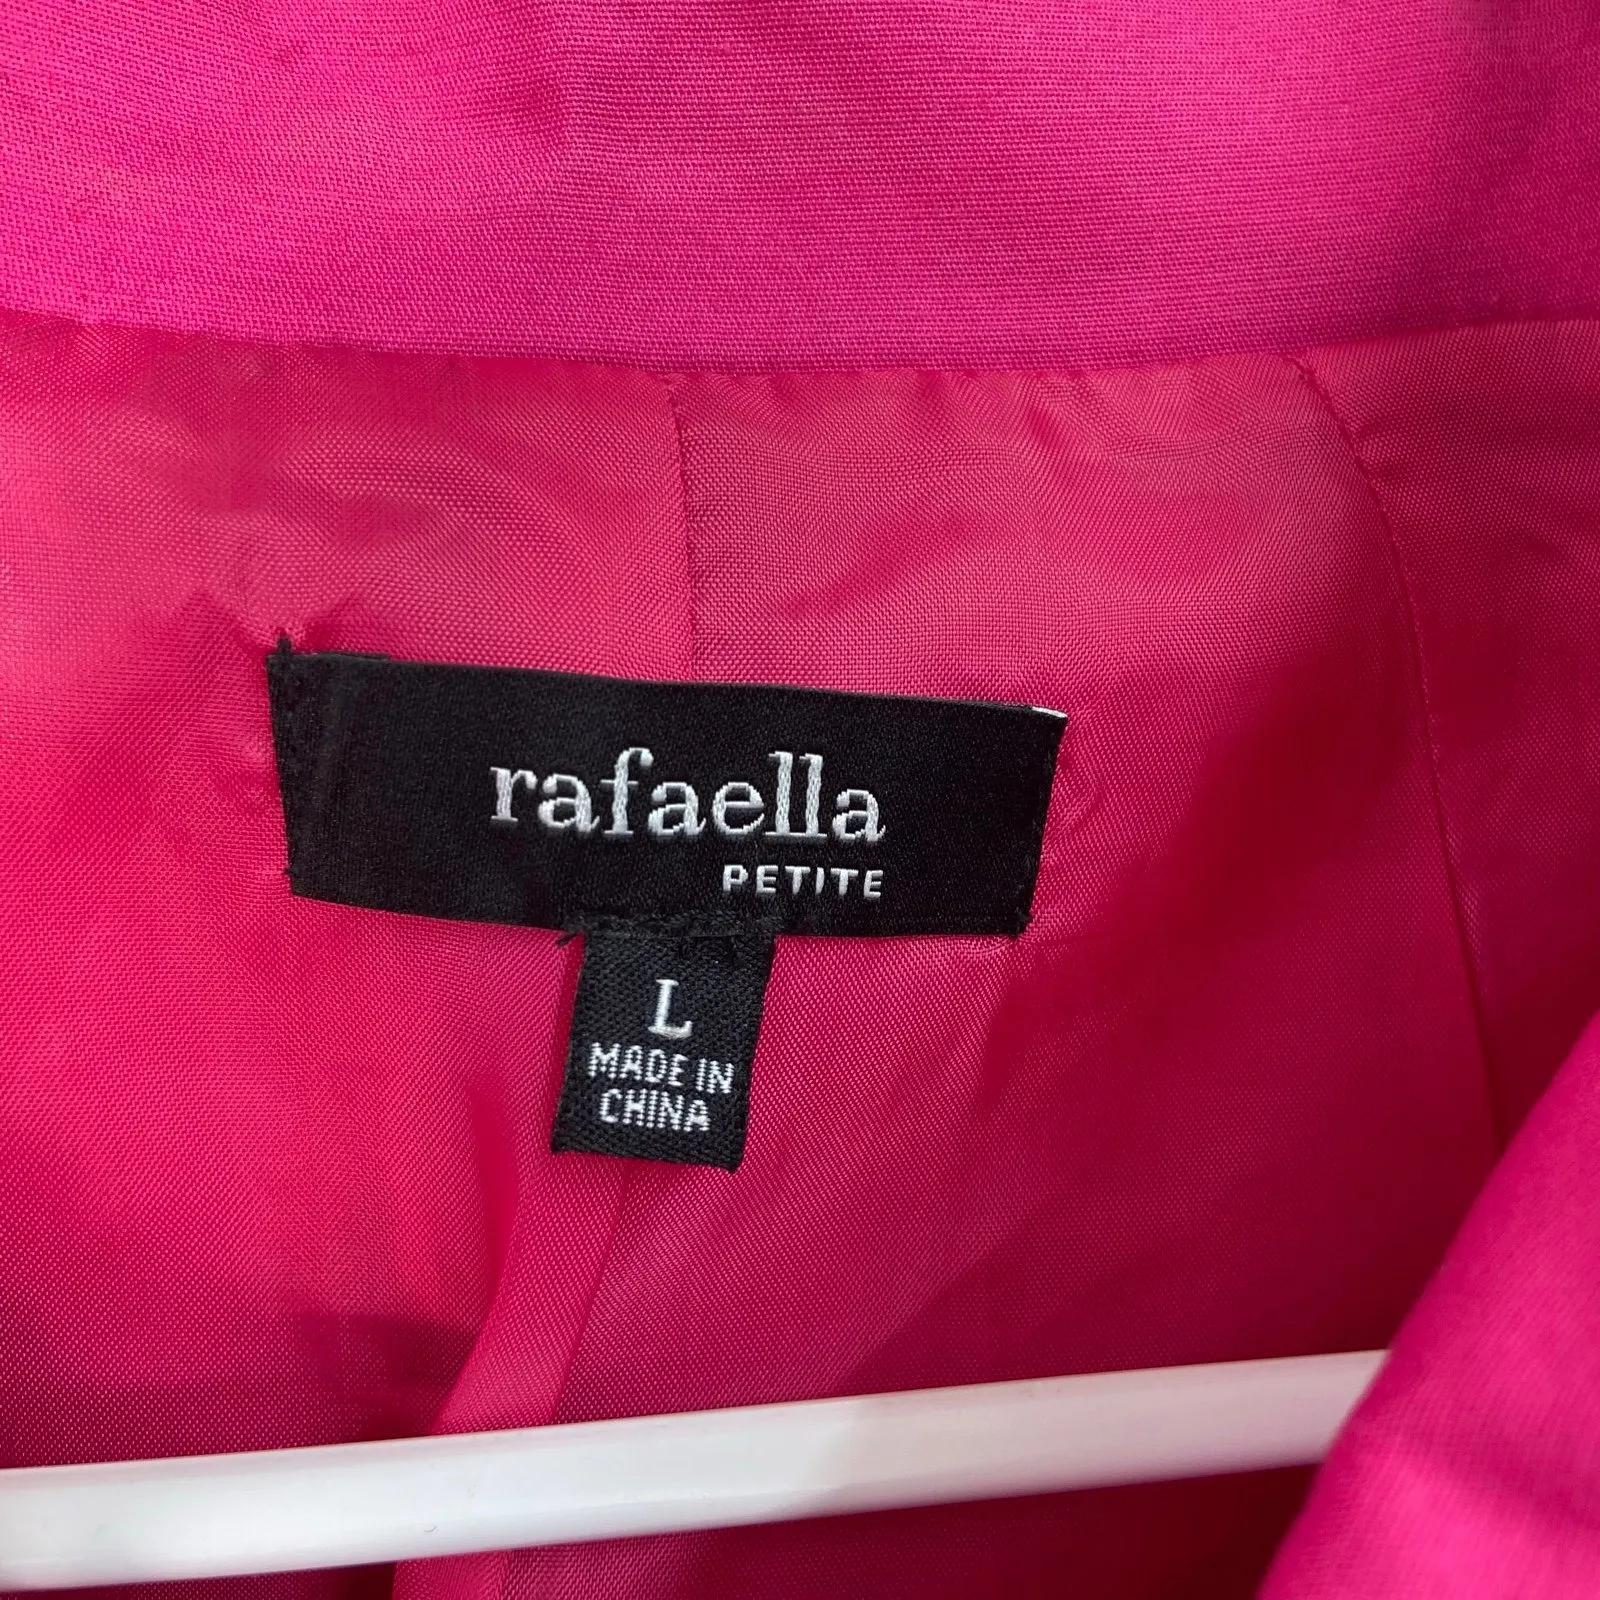 rafaella
PETITE
L
MADE IN
CHINA